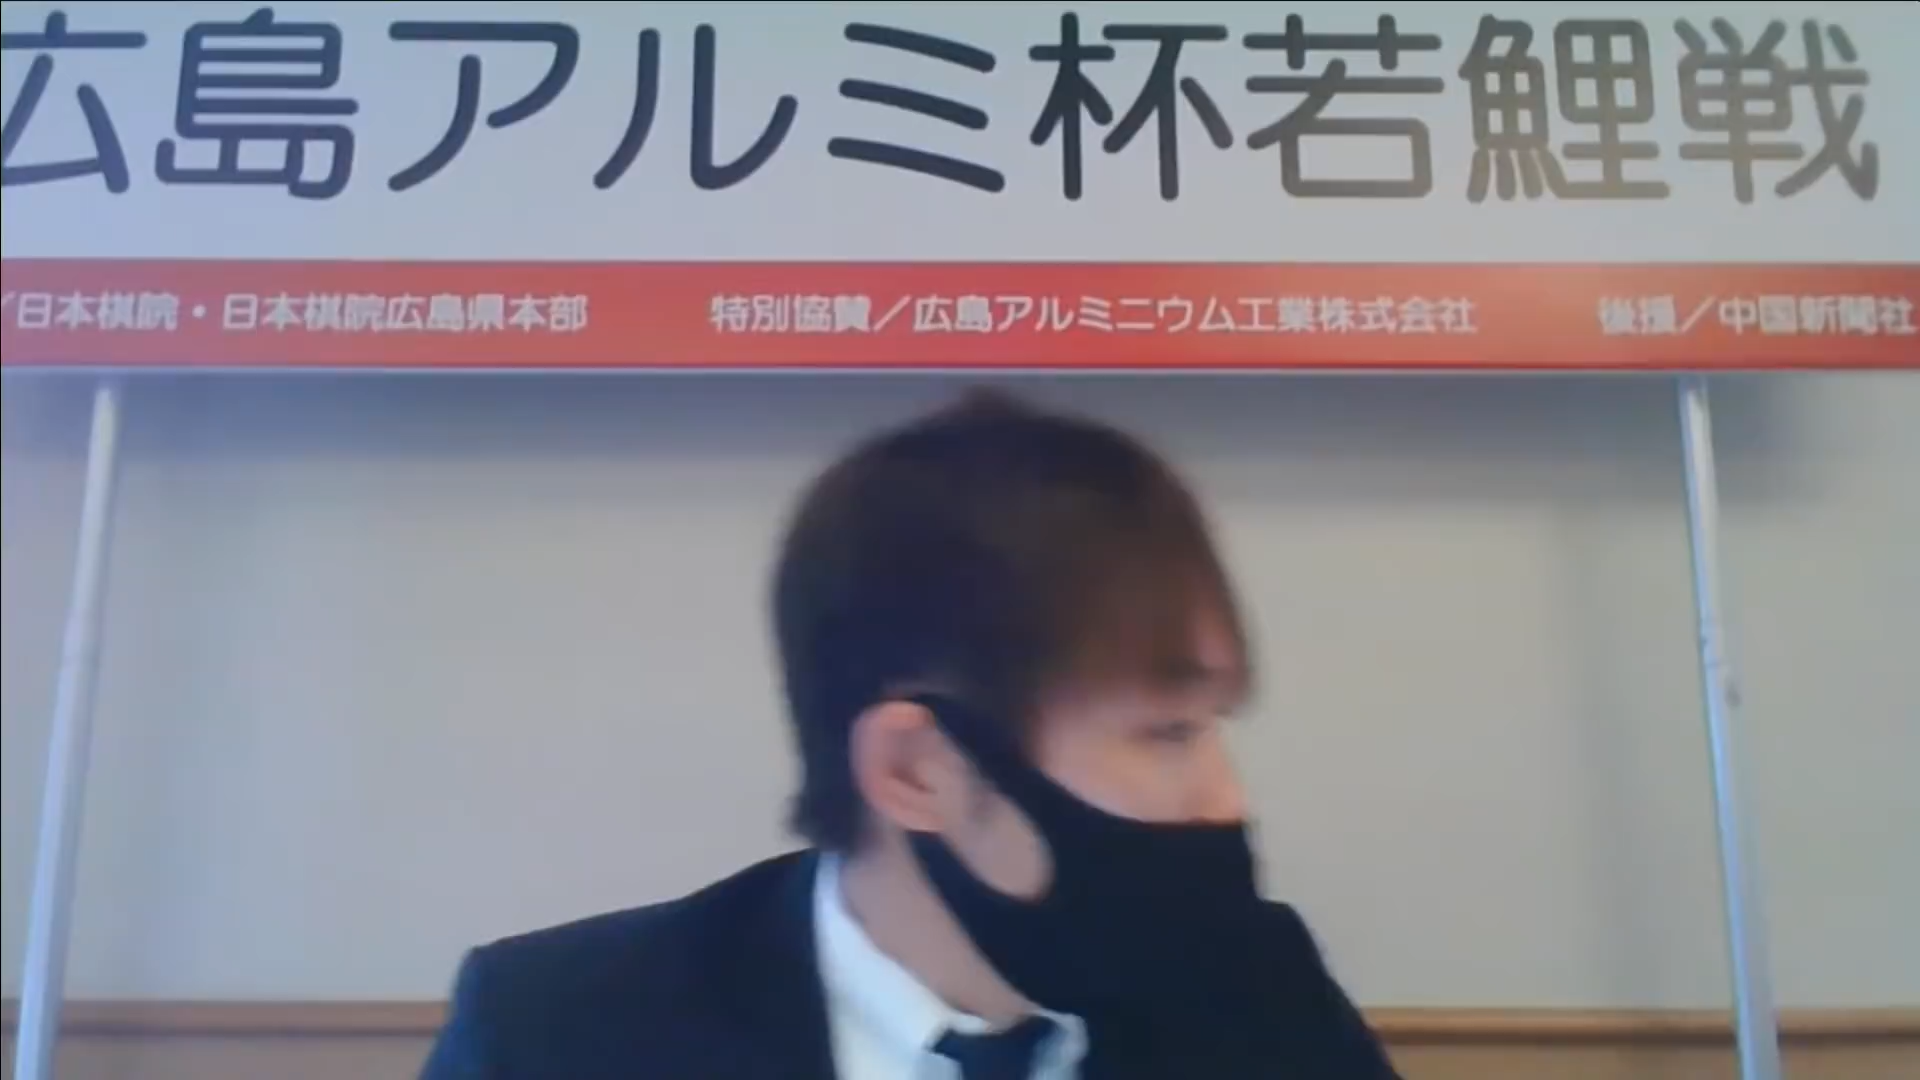 広島アルミ杯若鯉戦
／日本棋院・日本棋院広島県本部 特別協賛／広島アルミニウム工業株式会社 後援／中国新聞社